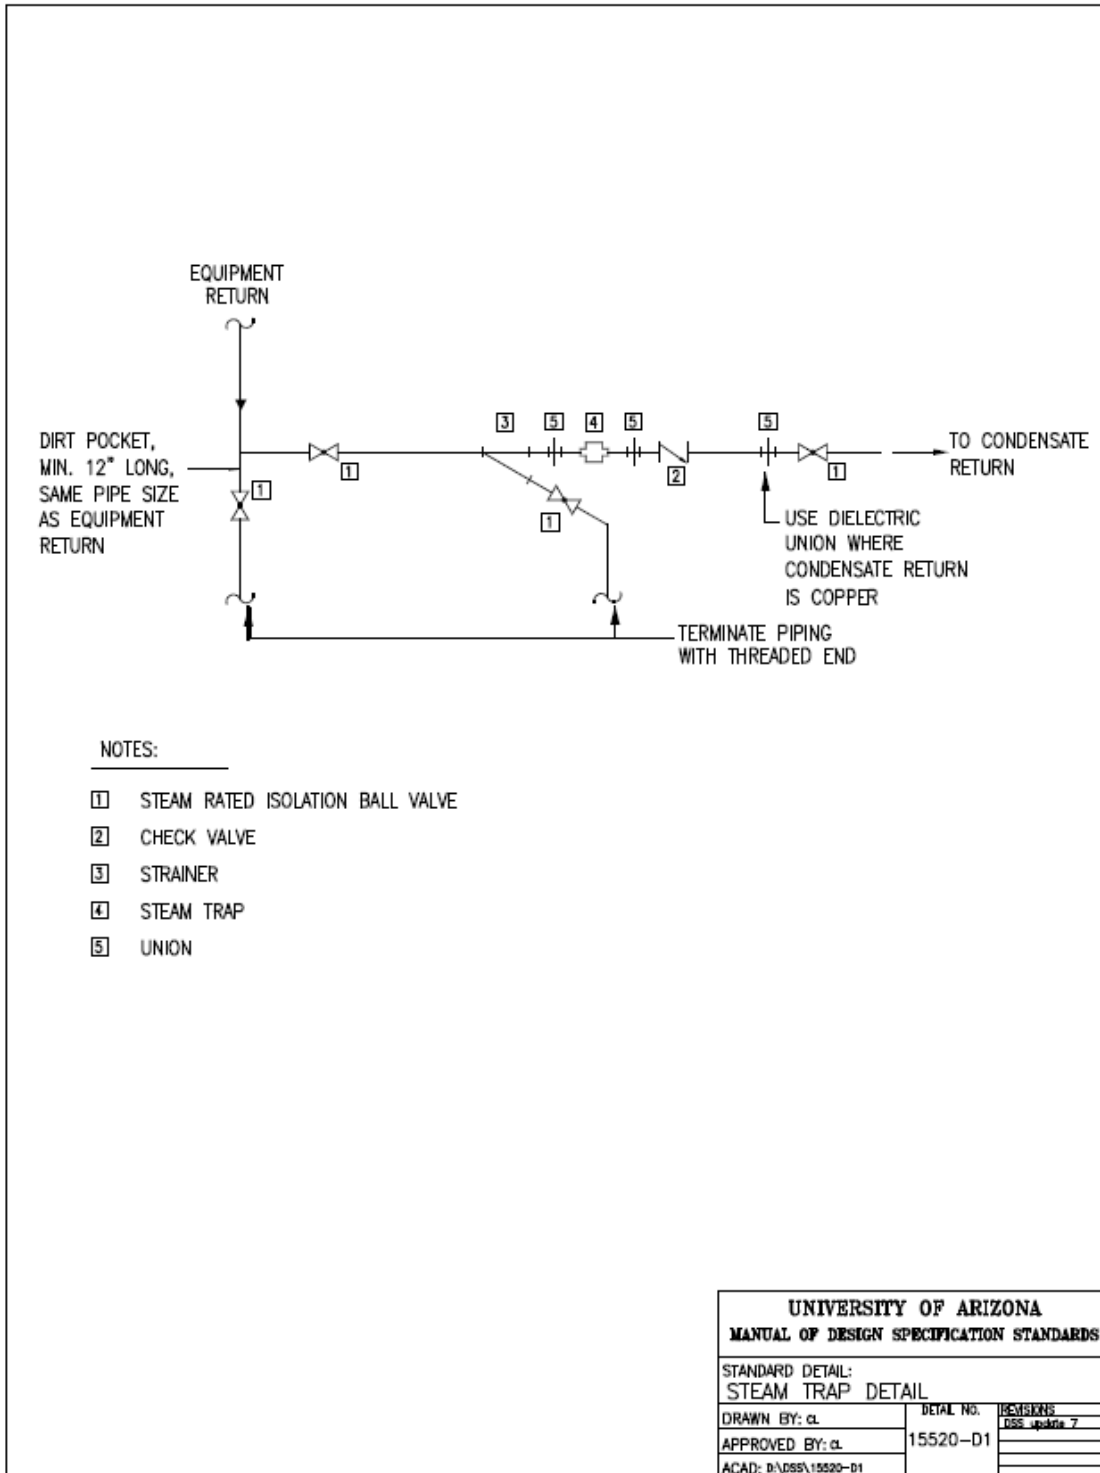 EQUIPMENT
RETURN
DIRT POCKET,
MIN. 12" LONG,
SAME PIPE SIZE
AS EQUIPMENT
RETURN
1
1
3
5
4
5
2
5
1
1
TO CONDENSATE
RETURN
USE DIELECTRIC
UNION WHERE
CONDENSATE RETURN
IS COPPER
TERMINATE PIPING
WITH THREADED END
NOTES:
1 STEAM RATED ISOLATION BALL VALVE
2 CHECK VALVE
3 STRAINER
4 STEAM TRAP
5 UNION
UNIVERSITY OF ARIZONA
MANUAL OF DESIGN SPECIFICATION STANDARDS
STANDARD DETAIL:
STEAM TRAP DETAIL
DRAWN BY: CL
DETAIL NO.
REVISIONS
DSS update 7
APPROVED BY: CL
15520-D1
ACAD: D:\DSS\15520-D1